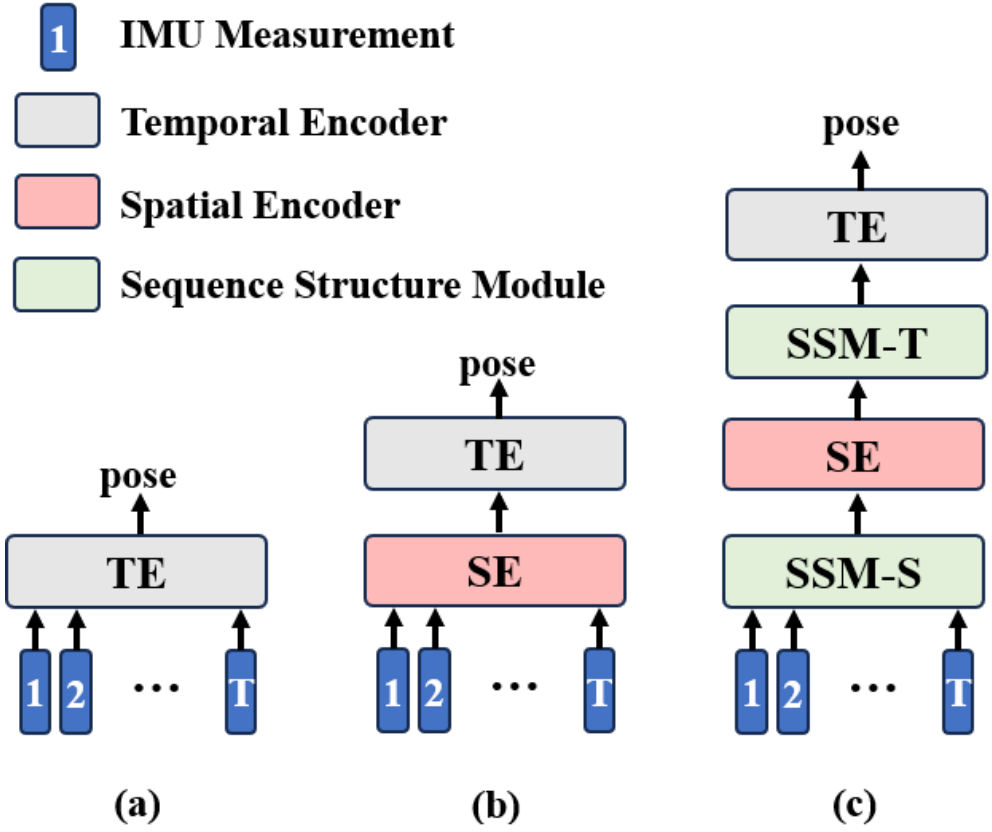 1 IMU Measurement
Temporal Encoder
Spatial Encoder
Sequence Structure Module
pose
TE
1 2 ... T
(a)
pose
TE
SE
1 2 ... T
(b)
pose
TE
SSM-T
SE
SSM-S
1 2 ... T
(c)